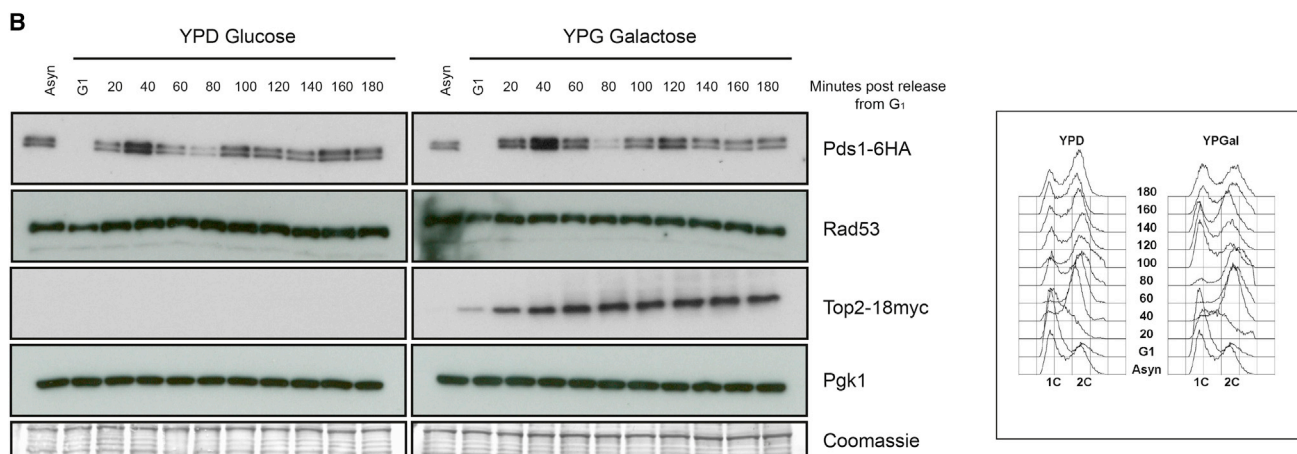 B
YPD Glucose
YPG Galactose
Asyn G1 20 40 60 80 100 120 140 160 180
Asyn G1 20 40 60 80 100 120 140 160 180
Minutes post release
from G1
Pds1-6HA
Rad53
Top2-18myc
Pgk1
Coomassie
YPD YPGal
180
160
140
120
100
80
60
40
20
G1
Asyn
1C 2C 1C 2C